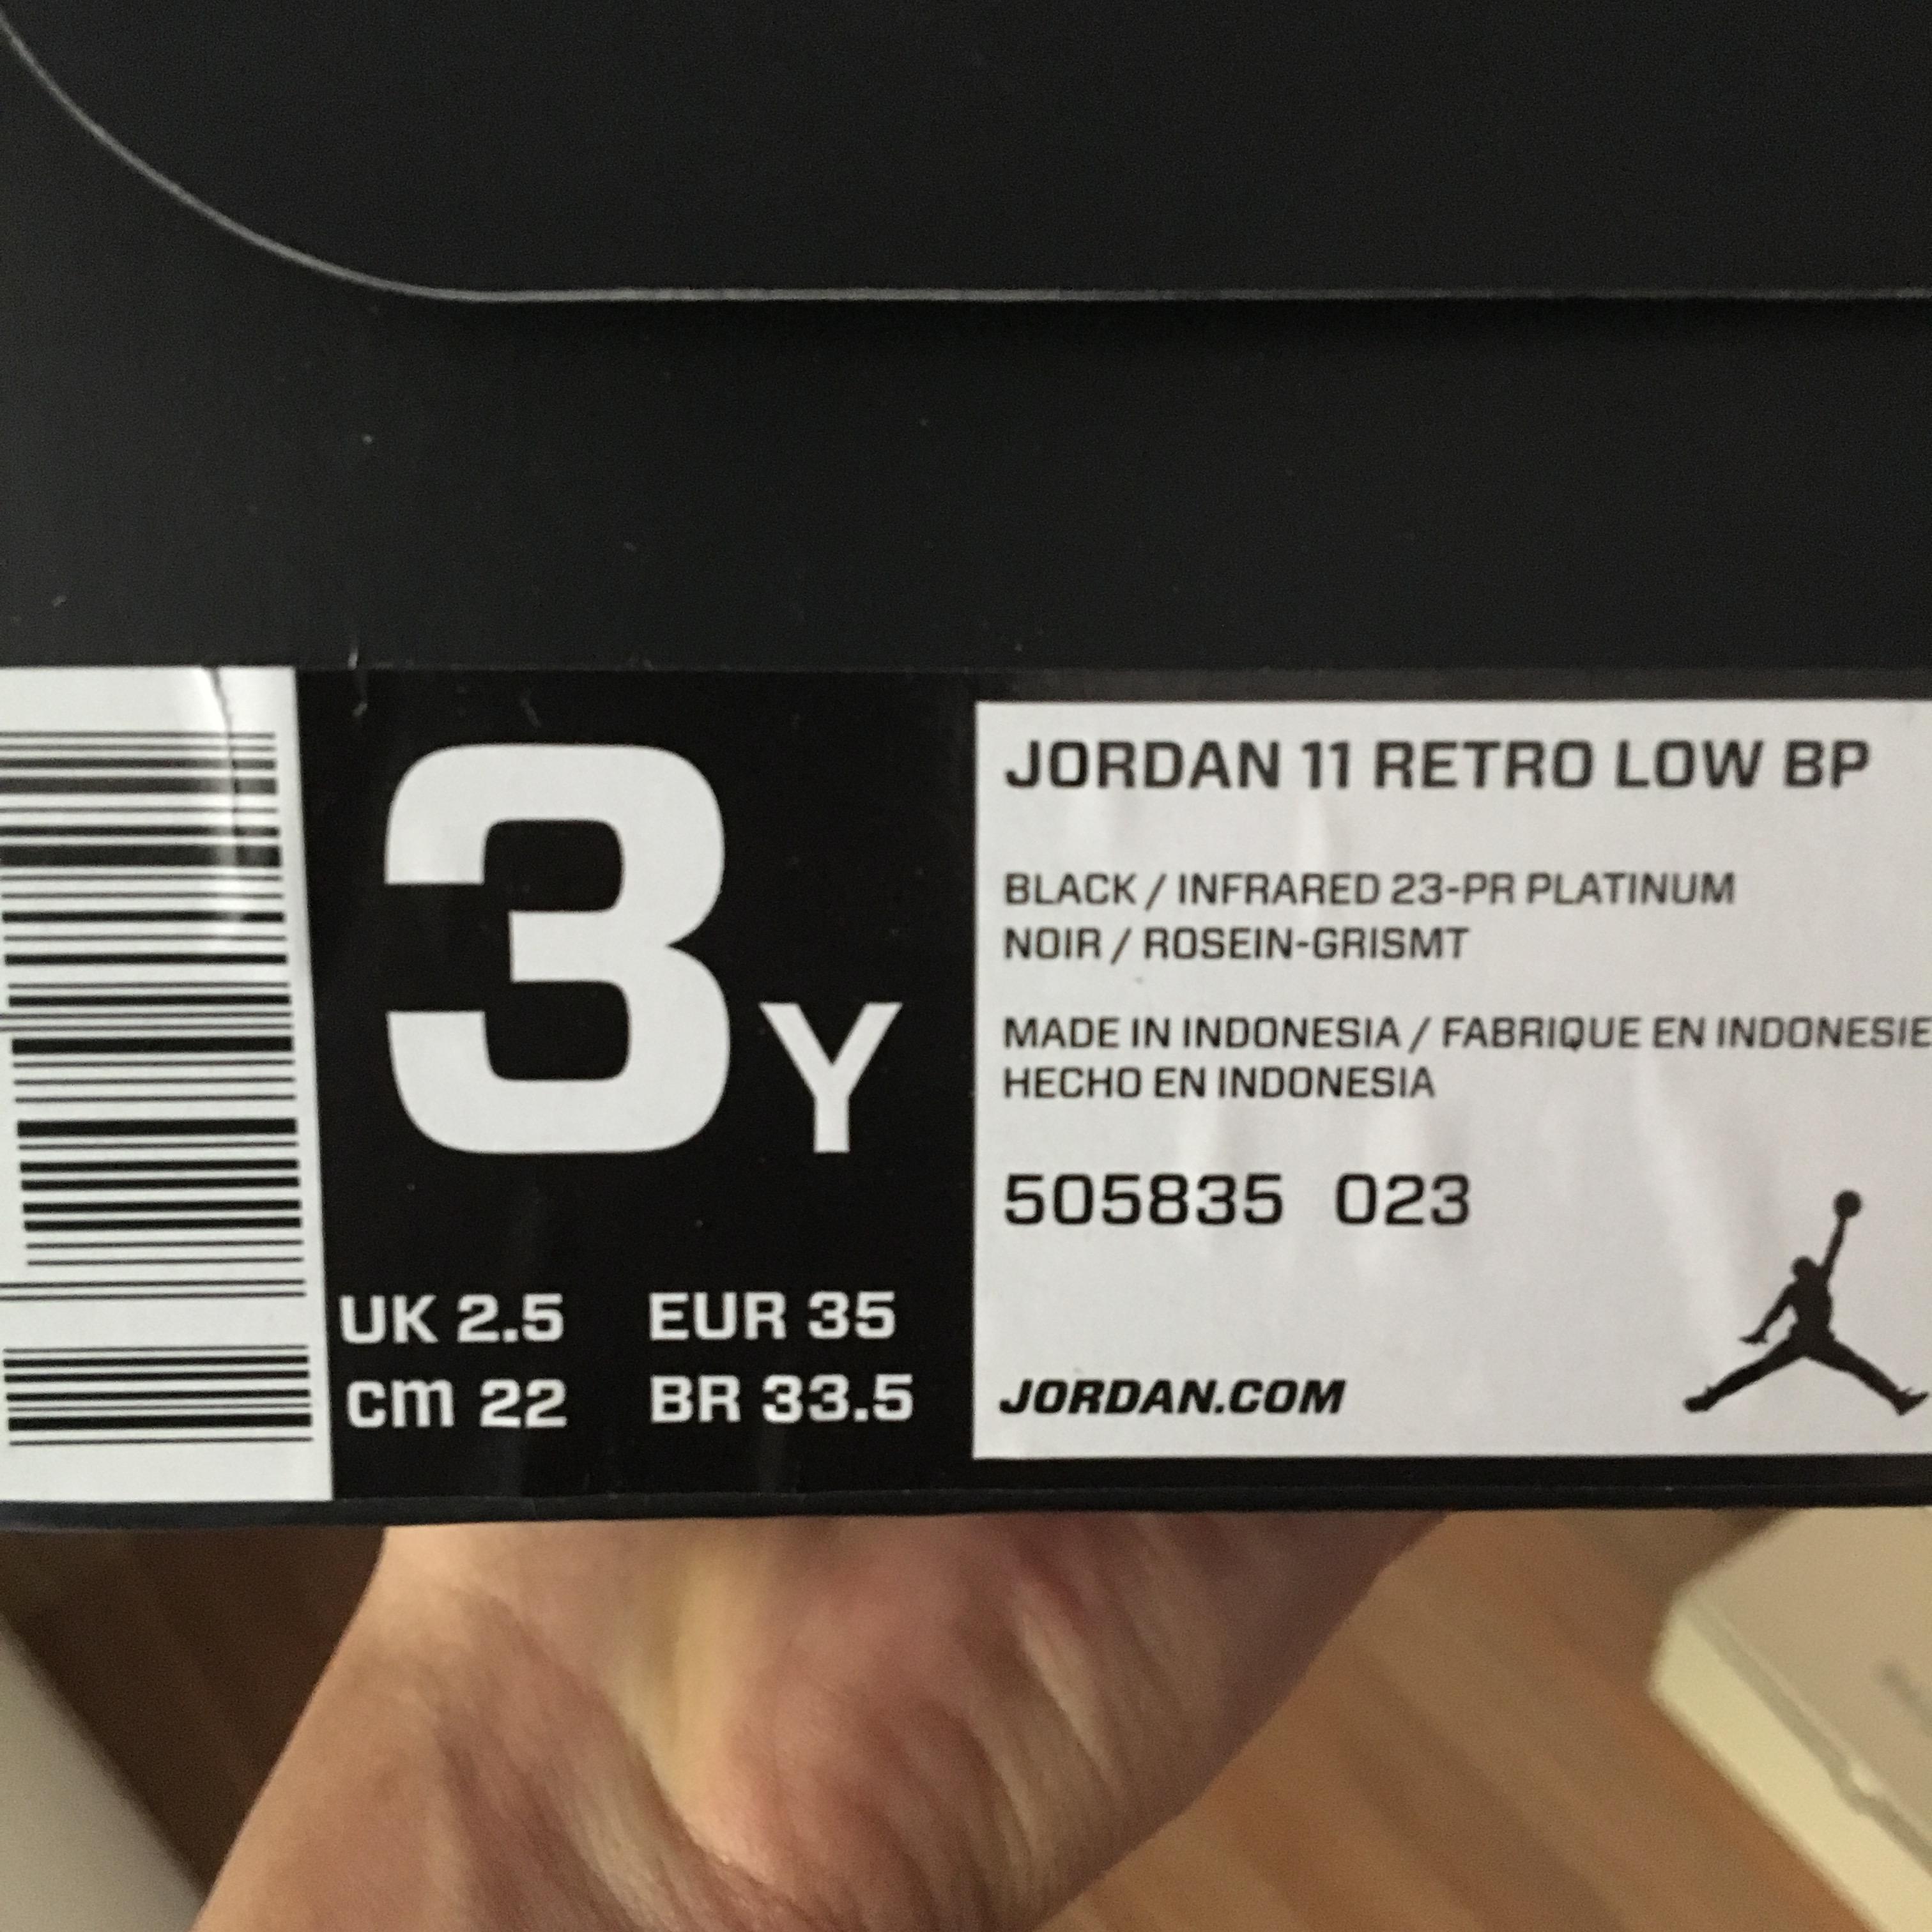 3Y
UK 2.5 EUR 35
cm 22 BR 33.5
JORDAN 11 RETRO LOW BP
BLACK / INFRARED 23-PR PLATINUM
NOIR / ROSEIN-GRISMT
MADE IN INDONESIA / FABRIQUE EN INDONESIE
HECHO EN INDONESIA
505835 023
JORDAN.COM